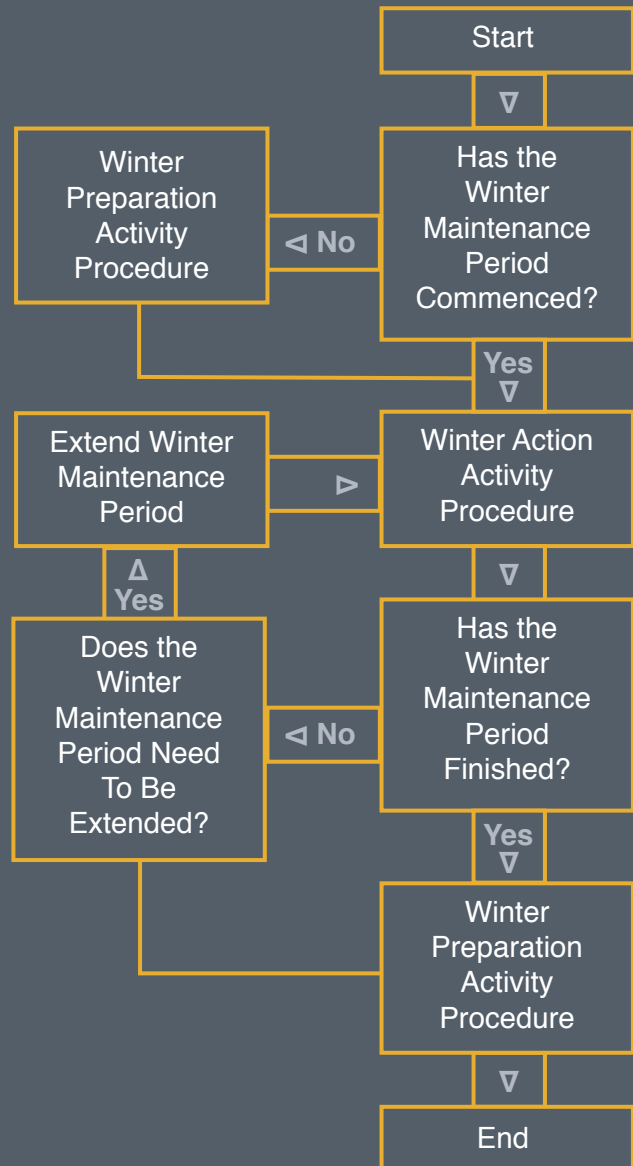 Start
∇
Winter
Preparation
Activity
Procedure
⊲ No
Has the
Winter
Maintenance
Period
Commenced?
Yes
∇
Extend Winter
Maintenance
Period
⊳
Winter Action
Activity
Procedure
Δ
Yes
∇
Does the
Winter
Maintenance
Period Need
To Be
Extended?
⊲ No
Has the
Winter
Maintenance
Period
Finished?
Yes
∇
Winter
Preparation
Activity
Procedure
∇
End